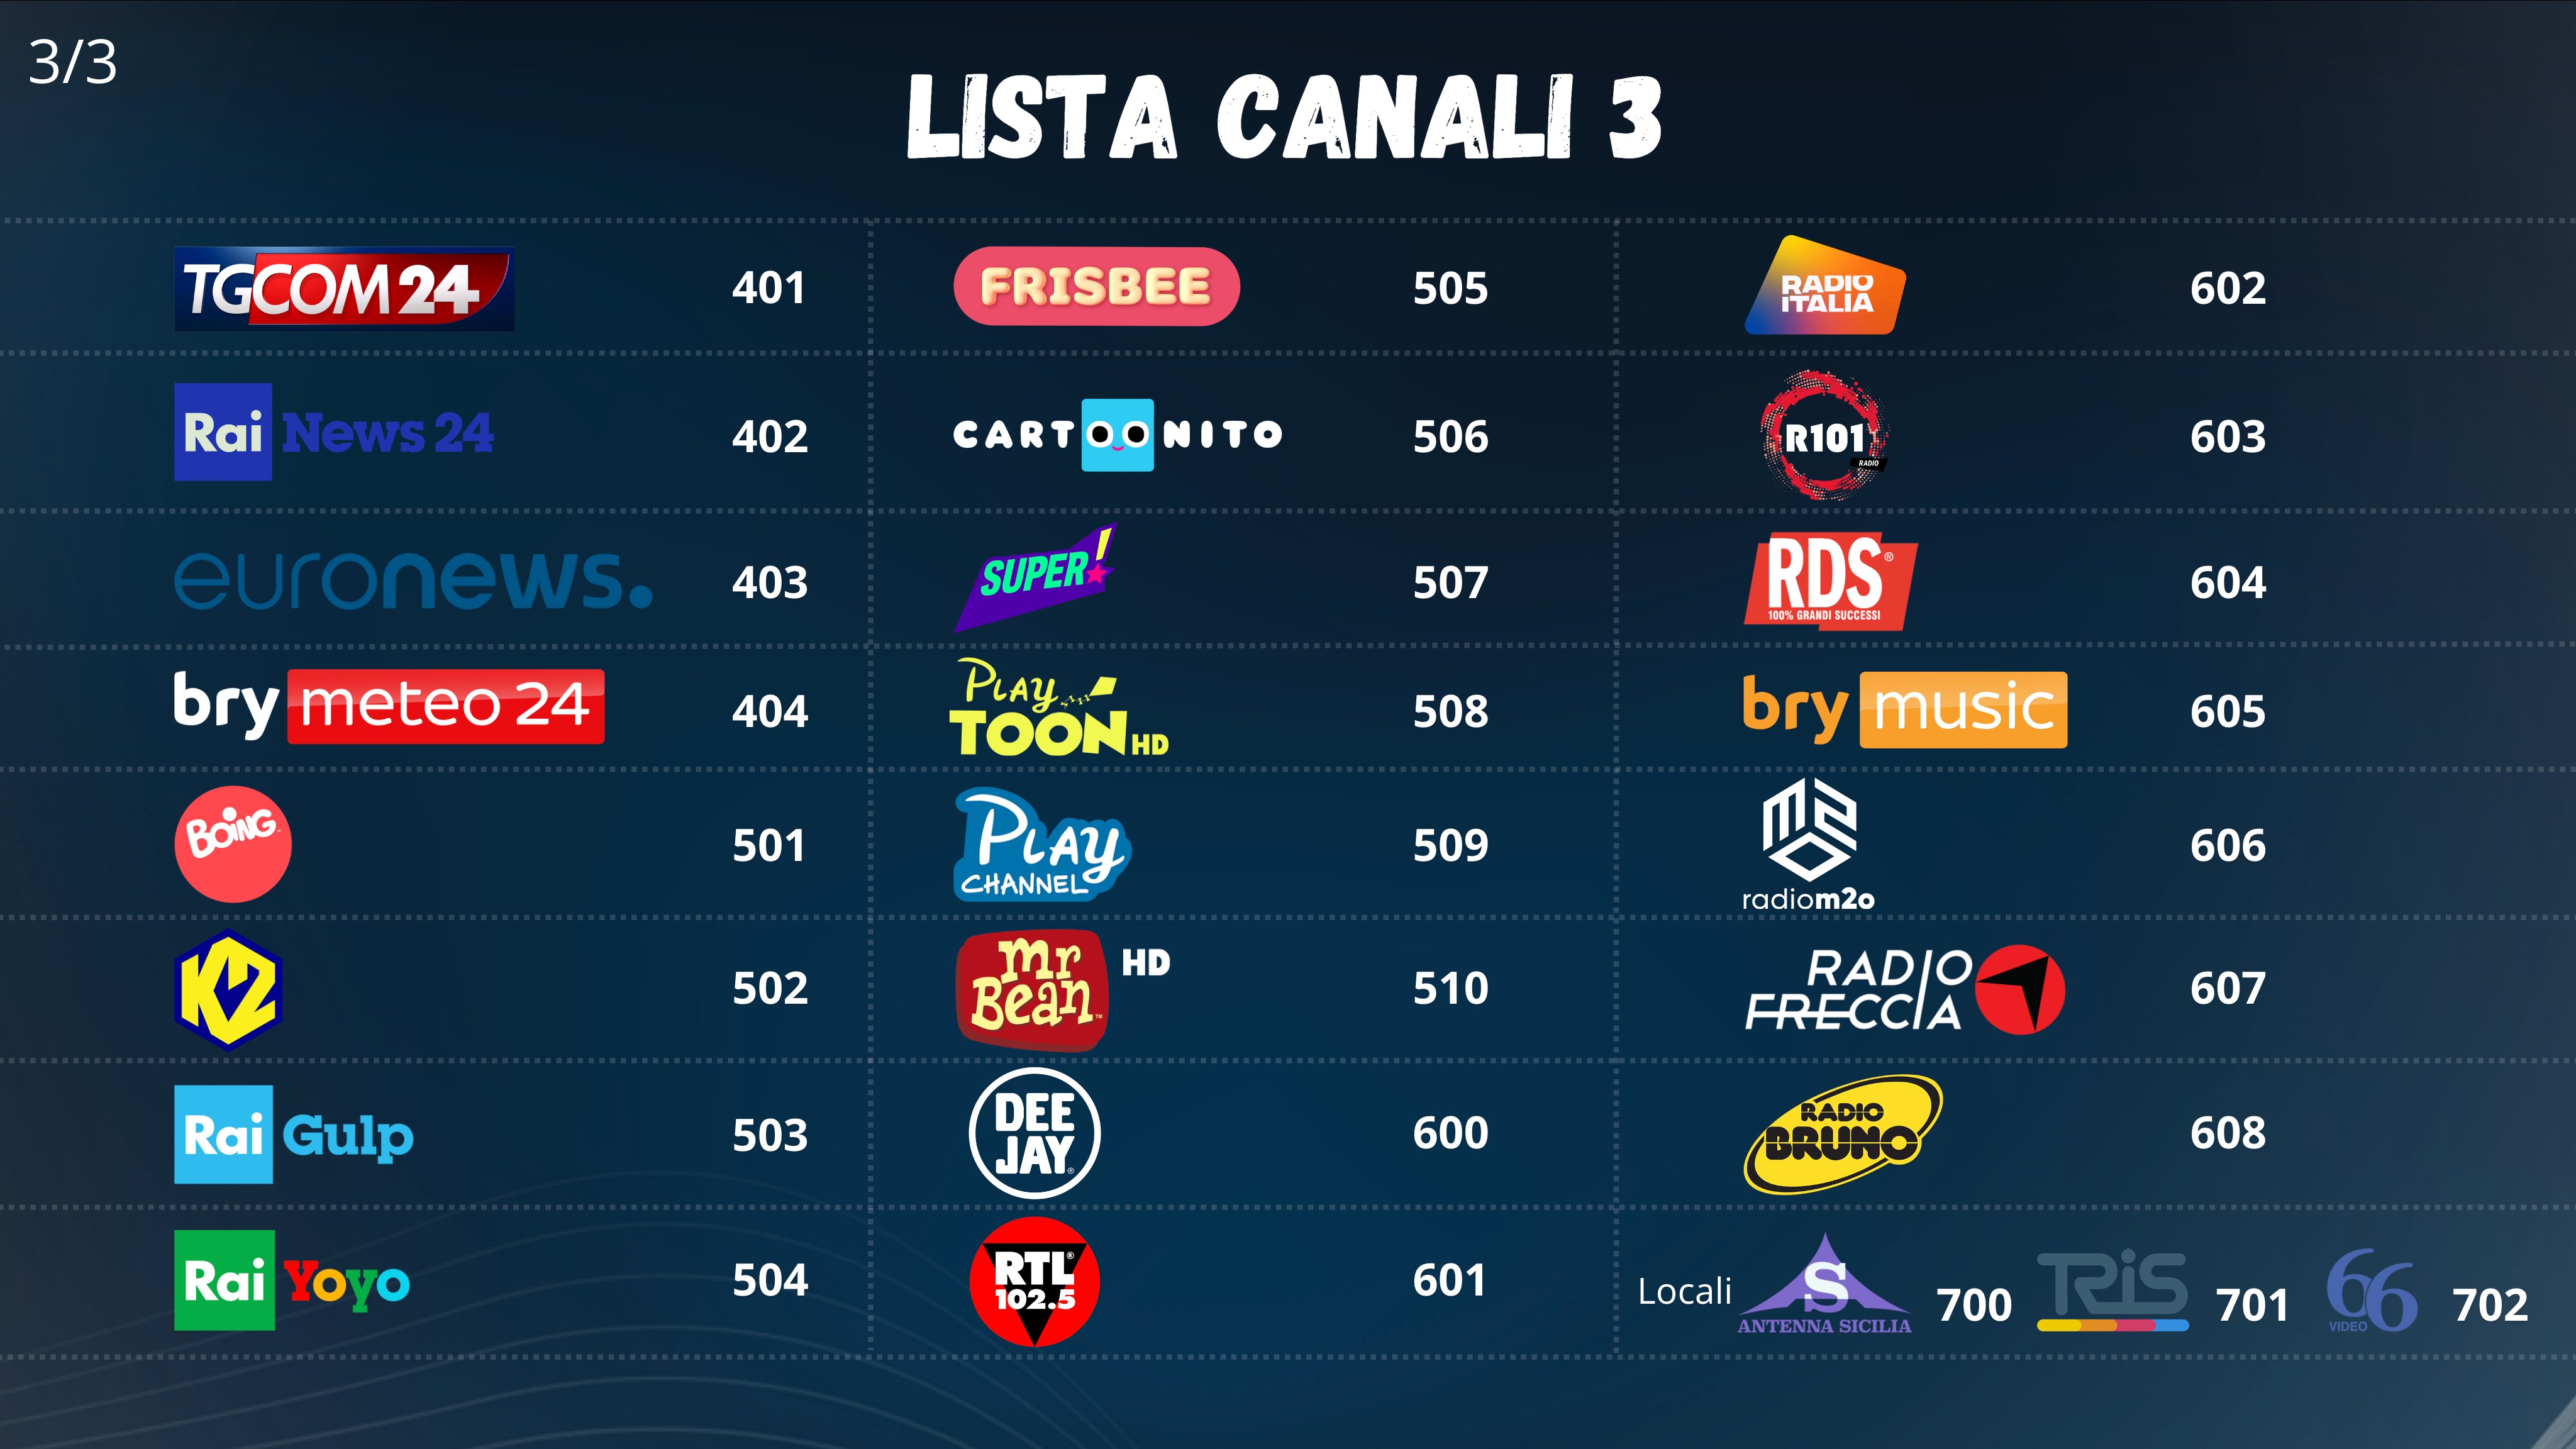 3/3
LISTA CANALI 3
TGCOM24 401
Rai News 24 402
euronews. 403
bry meteo 24 404
BOING 501
K2 502
Rai Gulp 503
Rai Yoyo 504
FRISBEE 505
CARTOONITO 506
SUPER! 507
PLAY TOON HD 508
PLAY CHANNEL 509
mr Bean™ HD 510
DEE JAY® 600
RTL® 102.5 601
RADIO ITALIA 602
R101 RADIO 603
RDS® 100% GRANDI SUCCESSI 604
bry music 605
m2o radiom2o 606
RADIO FRECCIA 607
RADIO BRUNO 608
Locali S ANTENNA SICILIA 700 TRIS 701 66 VIDEO 702